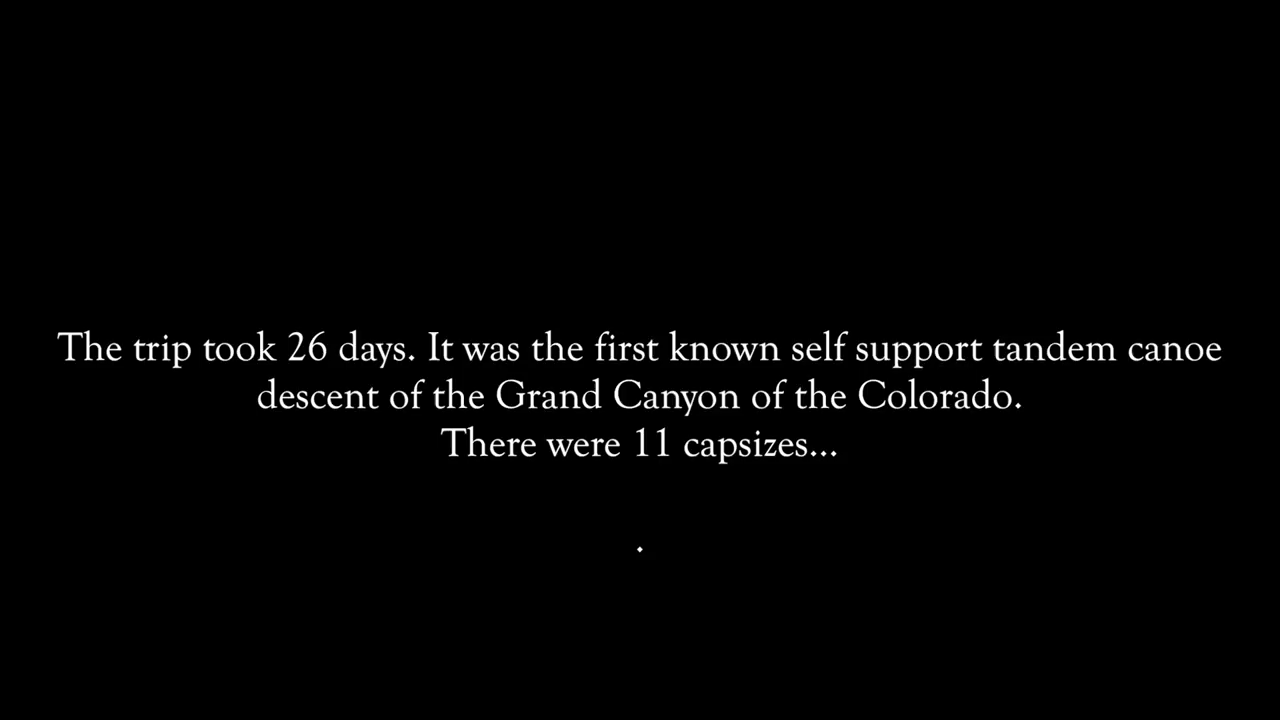 The trip took 26 days. It was the first known self support tandem canoe
descent of the Grand Canyon of the Colorado.
There were 11 capsizes...
.